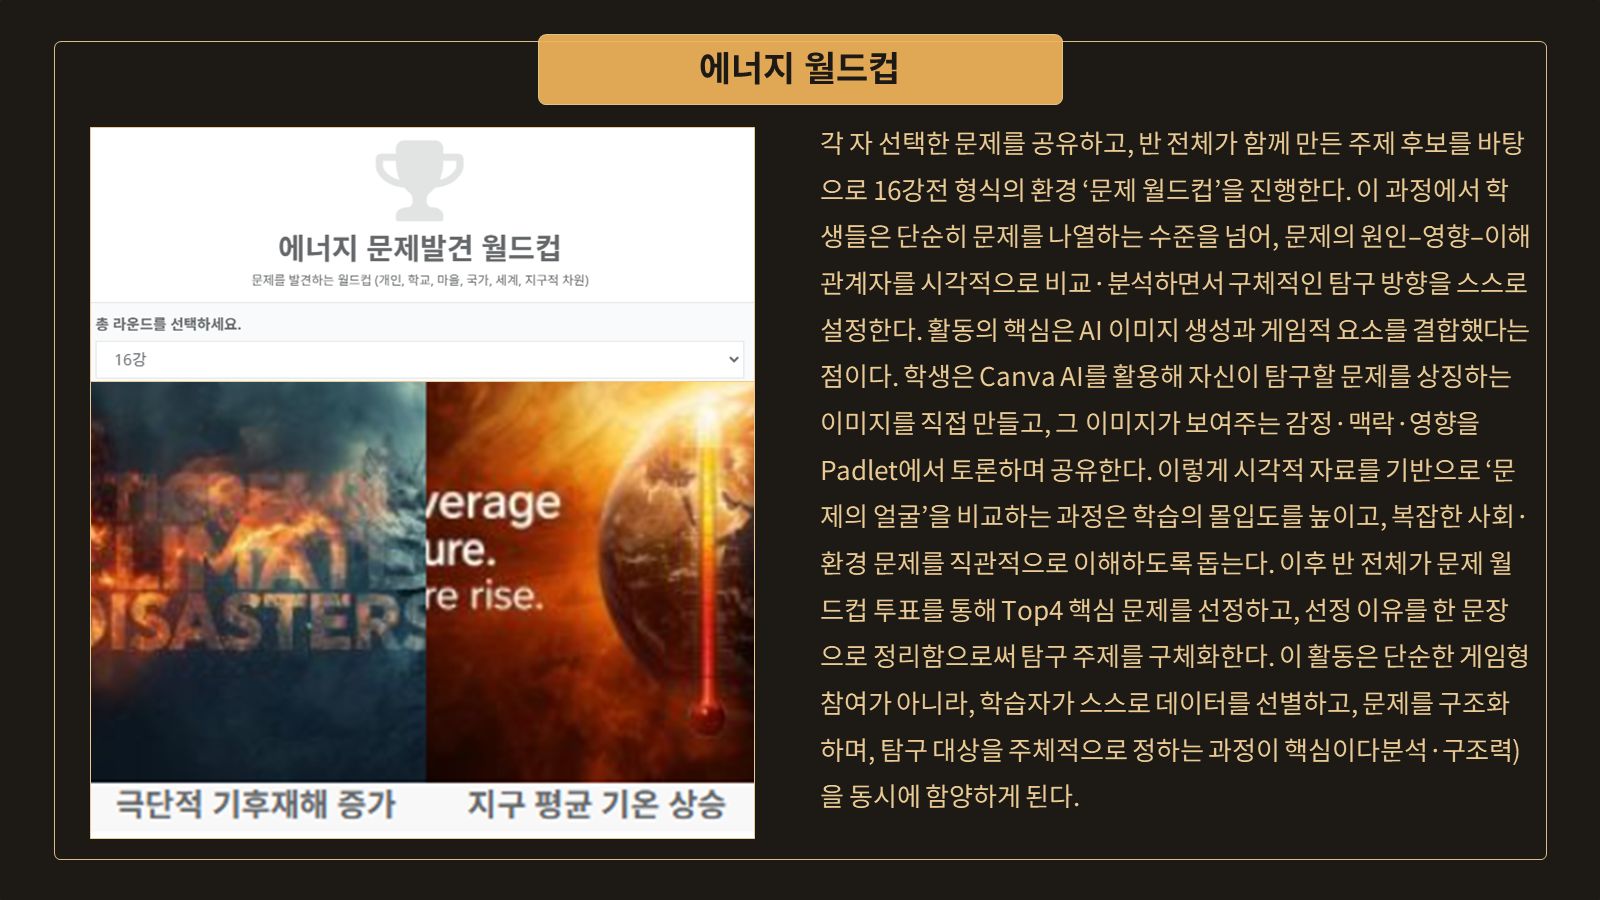 에너지 월드컵
에너지 문제발견 월드컵
문제를 발견하는 월드컵 (개인, 학교, 마을, 국가, 세계, 지구적 차원)
총 라운드를 선택하세요.
16강
DISASTERS
verage
ure.
re rise.
극단적 기후재해 증가
지구 평균 기온 상승
각 자 선택한 문제를 공유하고, 반 전체가 함께 만든 주제 후보를 바탕
으로 16강전 형식의 환경 ‘문제 월드컵’을 진행한다. 이 과정에서 학
생들은 단순히 문제를 나열하는 수준을 넘어, 문제의 원인–영향–이해
관계자를 시각적으로 비교·분석하면서 구체적인 탐구 방향을 스스로
설정한다. 활동의 핵심은 AI 이미지 생성과 게임적 요소를 결합했다는
점이다. 학생은 Canva AI를 활용해 자신이 탐구할 문제를 상징하는
이미지를 직접 만들고, 그 이미지가 보여주는 감정·맥락·영향을
Padlet에서 토론하며 공유한다. 이렇게 시각적 자료를 기반으로 ‘문
제의 얼굴’을 비교하는 과정은 학습의 몰입도를 높이고, 복잡한 사회·
환경 문제를 직관적으로 이해하도록 돕는다. 이후 반 전체가 문제 월
드컵 투표를 통해 Top4 핵심 문제를 선정하고, 선정 이유를 한 문장
으로 정리함으로써 탐구 주제를 구체화한다. 이 활동은 단순한 게임형
참여가 아니라, 학습자가 스스로 데이터를 선별하고, 문제를 구조화
하며, 탐구 대상을 주체적으로 정하는 과정이 핵심이다분석·구조력)
을 동시에 함양하게 된다.